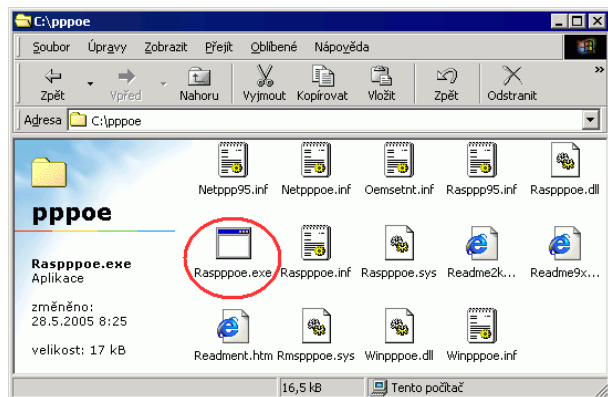 C:\pppoe
Soubor Úpravy Zobrazit Přejít Oblíbené Nápověda
Zpět Vpřed Nahoru Vyjmout Kopírovat Vložit Zpět Odstranit »
Adresa C:\pppoe
Netppp95.inf Netpppoe.inf Oemsetnt.inf Rasppp95.inf Raspppoe.dll
pppoe
Raspppoe.exe Raspppoe.inf Raspppoe.sys Readme2k... Readme9x...
Raspppoe.exe
Aplikace
změněno:
28.5.2005 8:25
velikost: 17 kB
Readment.htm Rmspppoe.sys Winpppoe.dll Winpppoe.inf
16,5 kB Tento počítač